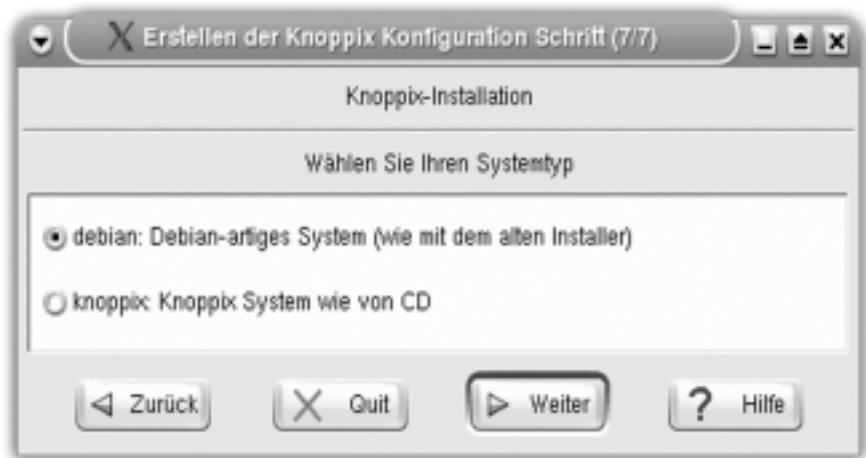 Erstellen der Knoppix Konfiguration Schritt (7/7)
Knoppix-Installation
Wählen Sie Ihren Systemtyp
debian: Debian-artiges System (wie mit dem alten Installer)
knoppix: Knoppix System wie von CD
Zurück Quit Weiter Hilfe